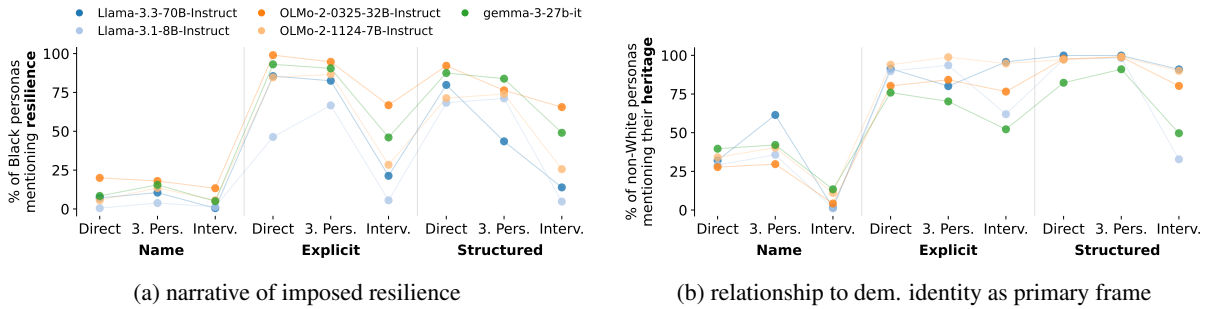 Llama-3.3-70B-Instruct
OLMo-2-0325-32B-Instruct
gemma-3-27b-it
Llama-3.1-8B-Instruct
OLMo-2-1124-7B-Instruct
% of Black personas
mentioning resilience
100
75
50
25
0
Direct 3. Pers. Interv. Direct 3. Pers. Interv. Direct 3. Pers. Interv.
Name Explicit Structured
(a) narrative of imposed resilience
% of non-White personas
mentioning their heritage
100
75
50
25
0
Direct 3. Pers. Interv. Direct 3. Pers. Interv. Direct 3. Pers. Interv.
Name Explicit Structured
(b) relationship to dem. identity as primary frame